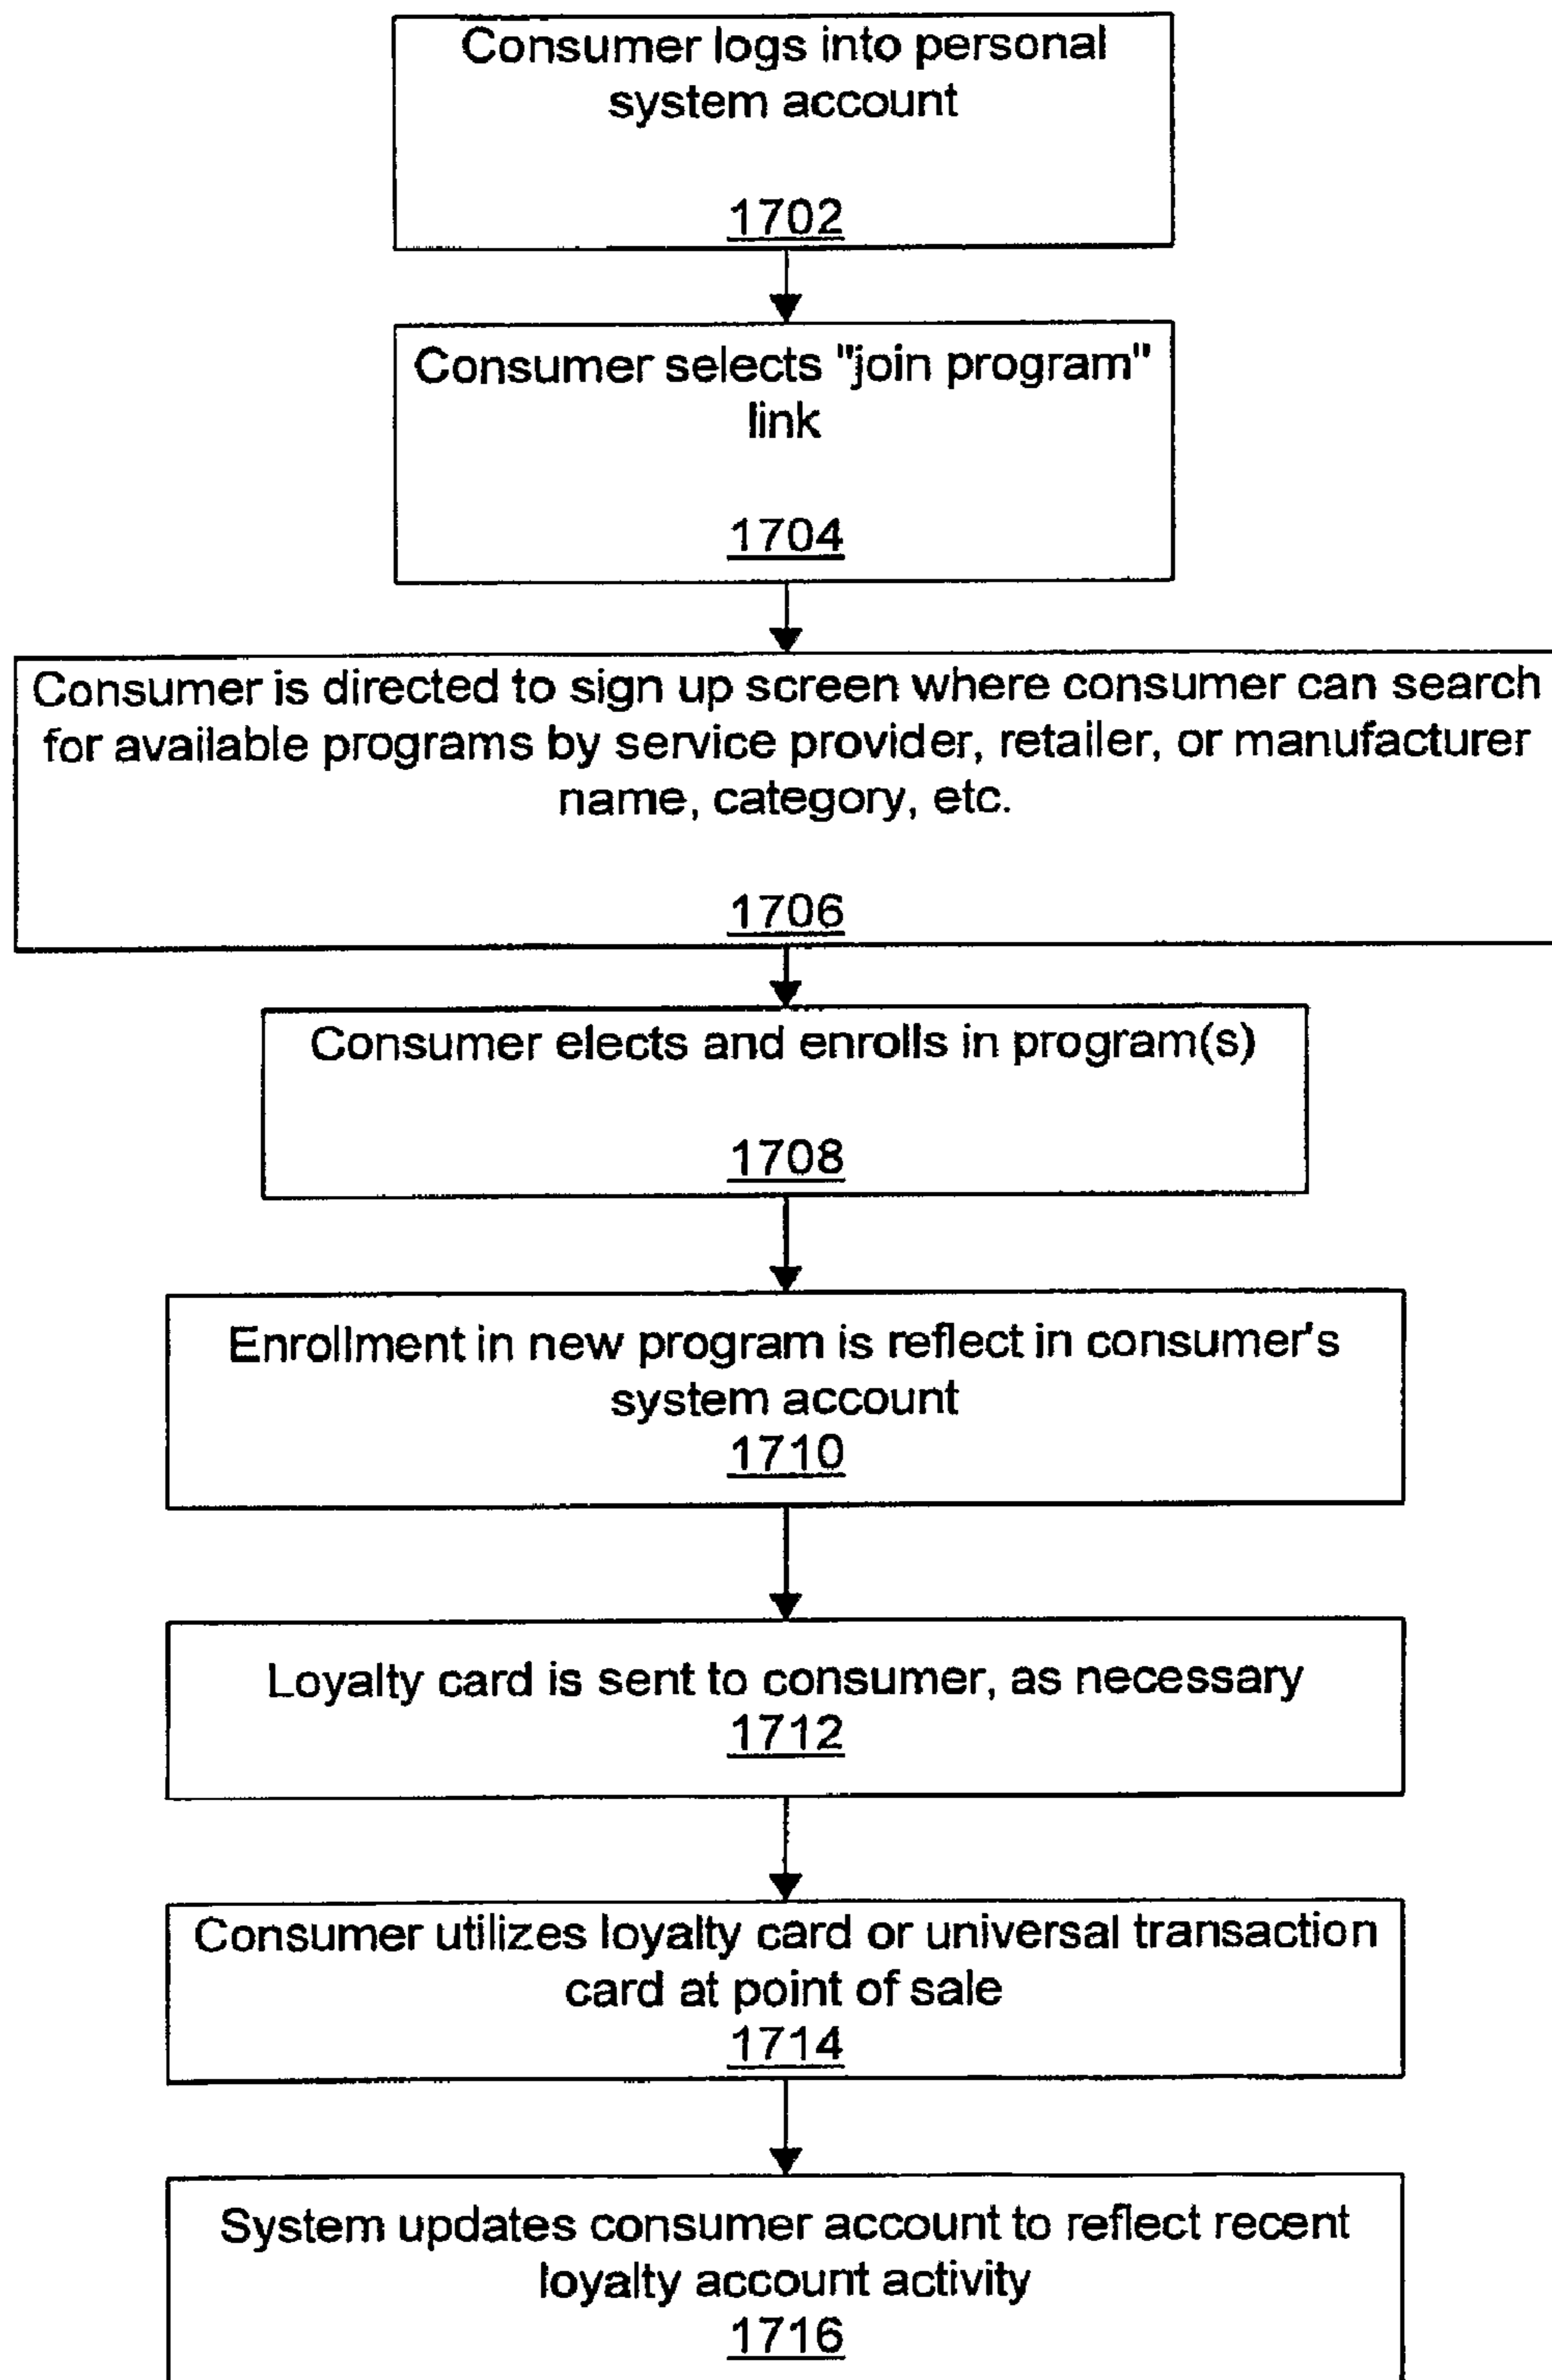 Consumer logs into personal
system account
1702
Consumer selects "join program"
link
1704
Consumer is directed to sign up screen where consumer can search
for available programs by service provider, retailer, or manufacturer
name, category, etc.
1706
Consumer elects and enrolls in program(s)
1708
Enrollment in new program is reflect in consumer's
system account
1710
Loyalty card is sent to consumer, as necessary
1712
Consumer utilizes loyalty card or universal transaction
card at point of sale
1714
System updates consumer account to reflect recent
loyalty account activity
1716